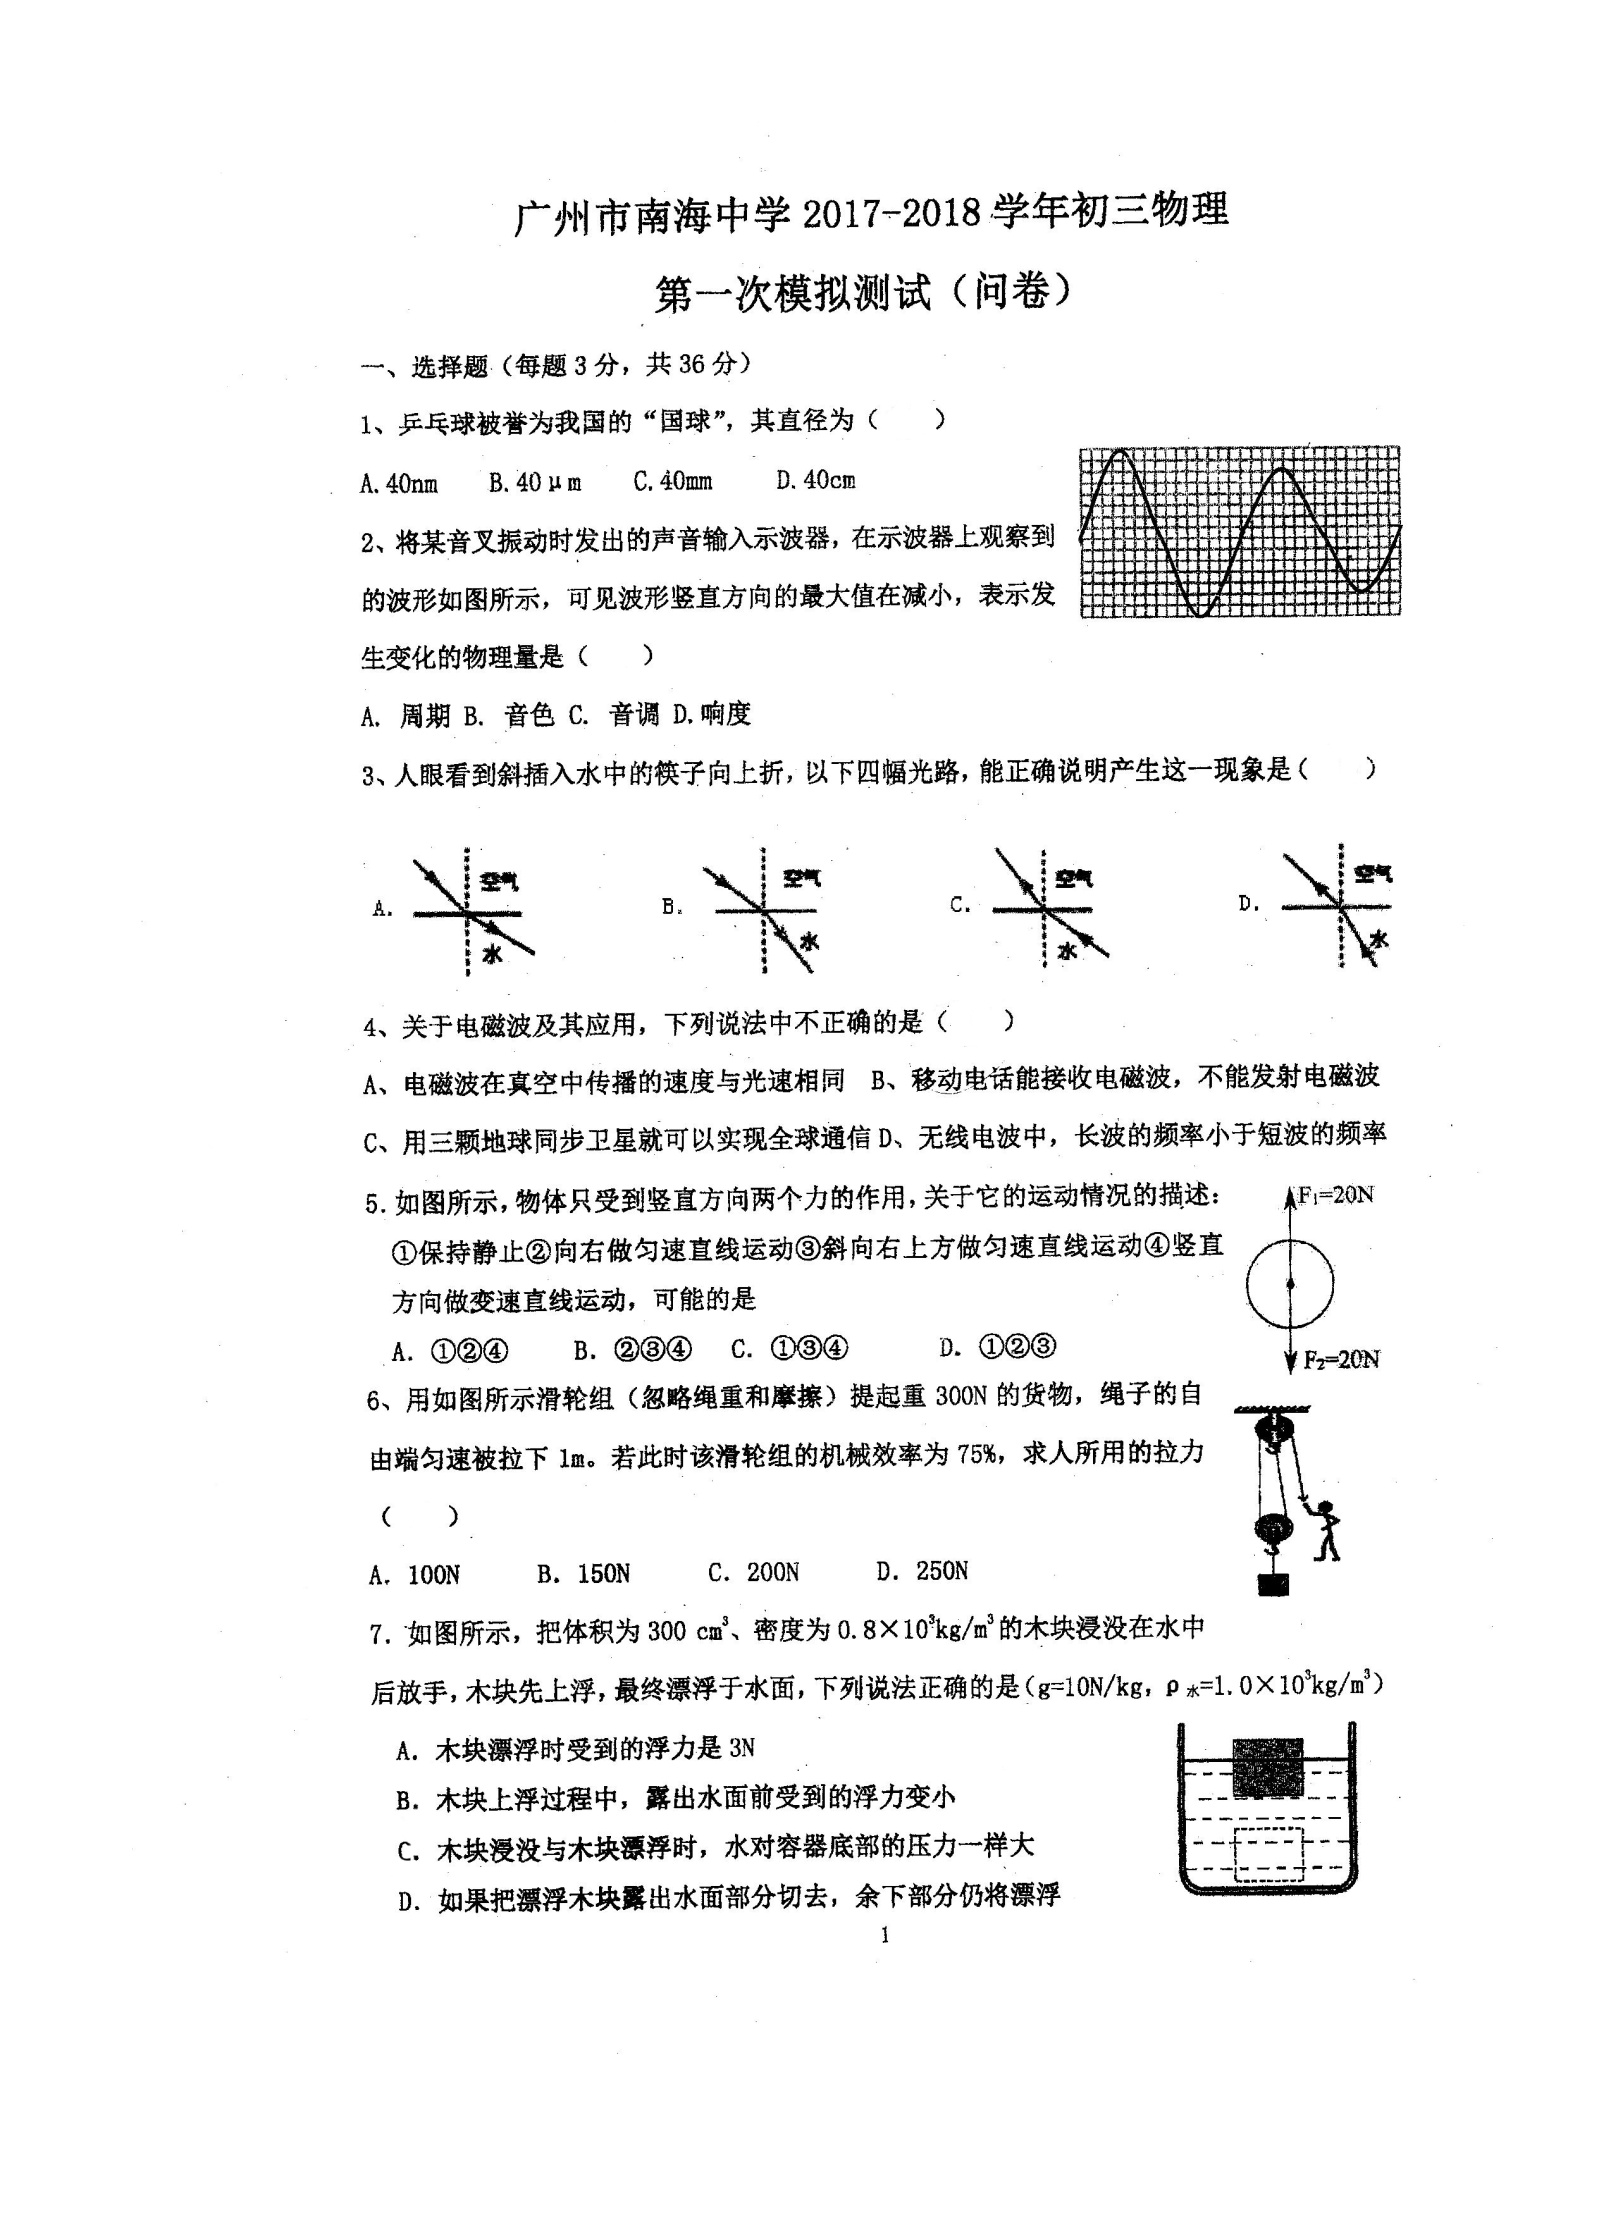 广州市南海中学 2017-2018 学年初三物理
第一次模拟测试（问卷）
一、选择题（每题 3 分，共 36 分）
1、乒乓球被誉为我国的“国球”，其直径为（　　）
A.40nm　B.40μm　C.40mm　D.40cm
2、将某音叉振动时发出的声音输入示波器，在示波器上观察到
的波形如图所示，可见波形竖直方向的最大值在减小，表示发
生变化的物理量是（　　）
A. 周期 B. 音色 C. 音调 D.响度
3、人眼看到斜插入水中的筷子向上折，以下四幅光路，能正确说明产生这一现象是（　　）
A. 空气 水 B. 空气 水 C. 空气 水 D. 空气 水
4、关于电磁波及其应用，下列说法中不正确的是（　　）
A、电磁波在真空中传播的速度与光速相同　B、移动电话能接收电磁波，不能发射电磁波
C、用三颗地球同步卫星就可以实现全球通信 D、无线电波中，长波的频率小于短波的频率
5. 如图所示，物体只受到竖直方向两个力的作用，关于它的运动情况的描述：
①保持静止②向右做匀速直线运动③斜向右上方做匀速直线运动④竖直
方向做变速直线运动，可能的是
A. ①②④　B. ②③④　C. ①③④　D. ①②③
F₁=20N
F₂=20N
6、用如图所示滑轮组（忽略绳重和摩擦）提起重 300N 的货物，绳子的自
由端匀速被拉下 1m。若此时该滑轮组的机械效率为 75%，求人所用的拉力
（　　）
A. 100N　B. 150N　C. 200N　D. 250N
7. 如图所示，把体积为 300 cm³、密度为 0.8×10³kg/m³的木块浸没在水中
后放手，木块先上浮，最终漂浮于水面，下列说法正确的是（g=10N/kg，ρ水=1.0×10³kg/m³）
A. 木块漂浮时受到的浮力是 3N
B. 木块上浮过程中，露出水面前受到的浮力变小
C. 木块浸没与木块漂浮时，水对容器底部的压力一样大
D. 如果把漂浮木块露出水面部分切去，余下部分仍将漂浮
1